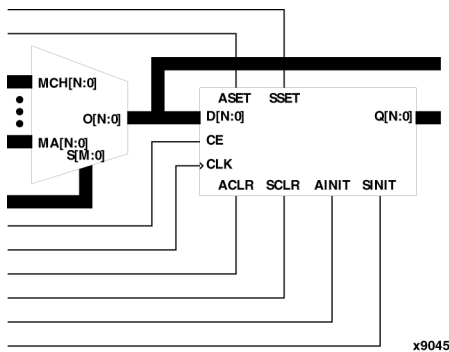 ASET SSET
MCH[N:0]
O[N:0]
MA[N:0]
S[M:0]
D[N:0] Q[N:0]
CE
CLK
ACLR SCLR AINIT SINIT
x9045